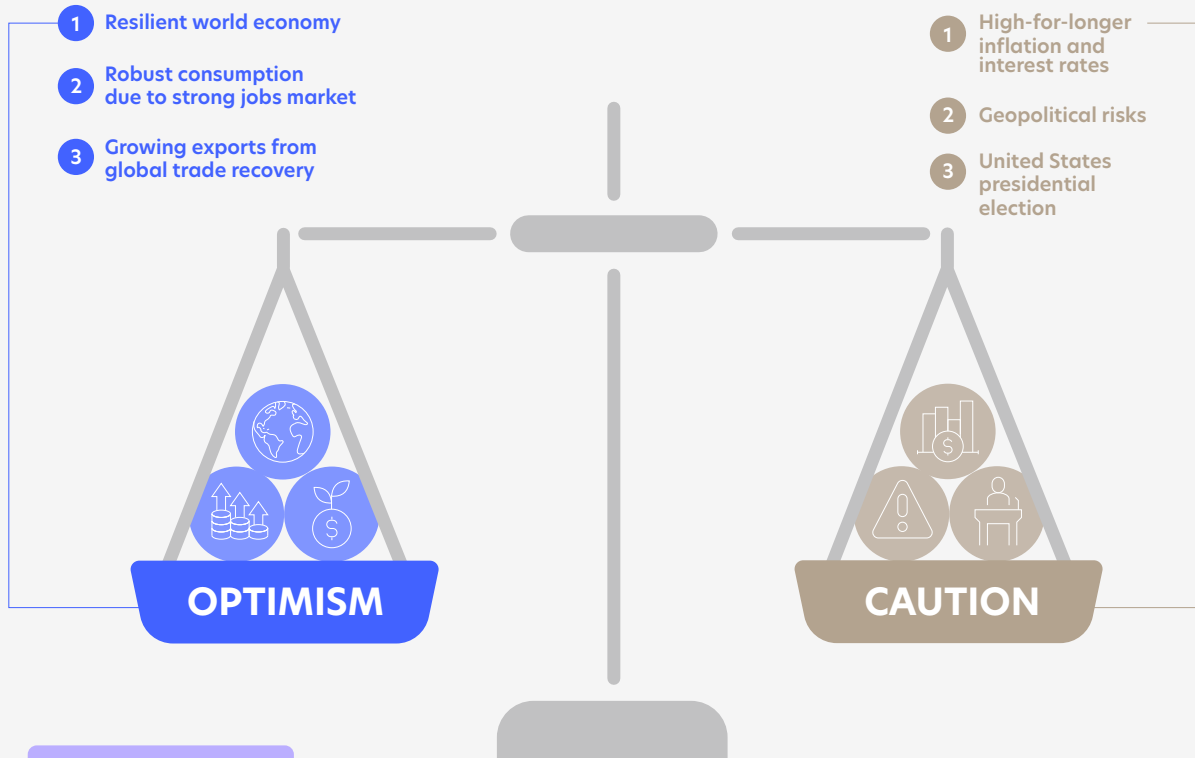 1 Resilient world economy
2 Robust consumption
due to strong jobs market
3 Growing exports from
global trade recovery
1 High-for-longer
inflation and
interest rates
2 Geopolitical risks
3 United States
presidential
election
$
$
OPTIMISM
CAUTION